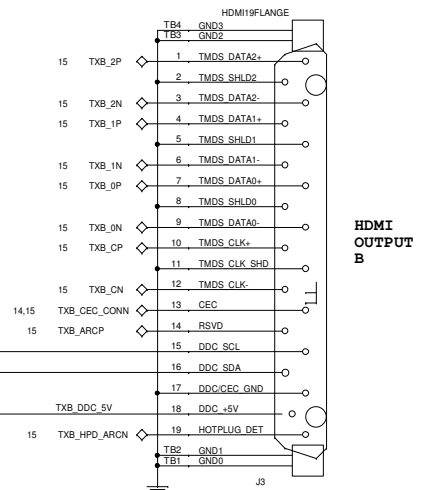 HDMI19FLANGE
TB4 GND3
TB3 GND2
15 TXB_2P 1 TMDS_DATA2+
2 TMDS_SHLD2
15 TXB_2N 3 TMDS_DATA2-
15 TXB_1P 4 TMDS_DATA1+
5 TMDS_SHLD1
15 TXB_1N 6 TMDS_DATA1-
15 TXB_0P 7 TMDS_DATA0+
8 TMDS_SHLD0
15 TXB_0N 9 TMDS_DATA0-
15 TXB_CP 10 TMDS_CLK+
11 TMDS_CLK_SHD
15 TXB_CN 12 TMDS_CLK-
14,15 TXB_CEC_CONN 13 CEC
15 TXB_ARCP 14 RSVD
15 DDC_SCL
16 DDC_SDA
17 DDC/CEC_GND
TXB_DDC_5V 18 DDC_+5V
15 TXB_HPD_ARCN 19 HOTPLUG_DET
TB2 GND1
TB1 GND0
J3
HDMI
OUTPUT
B